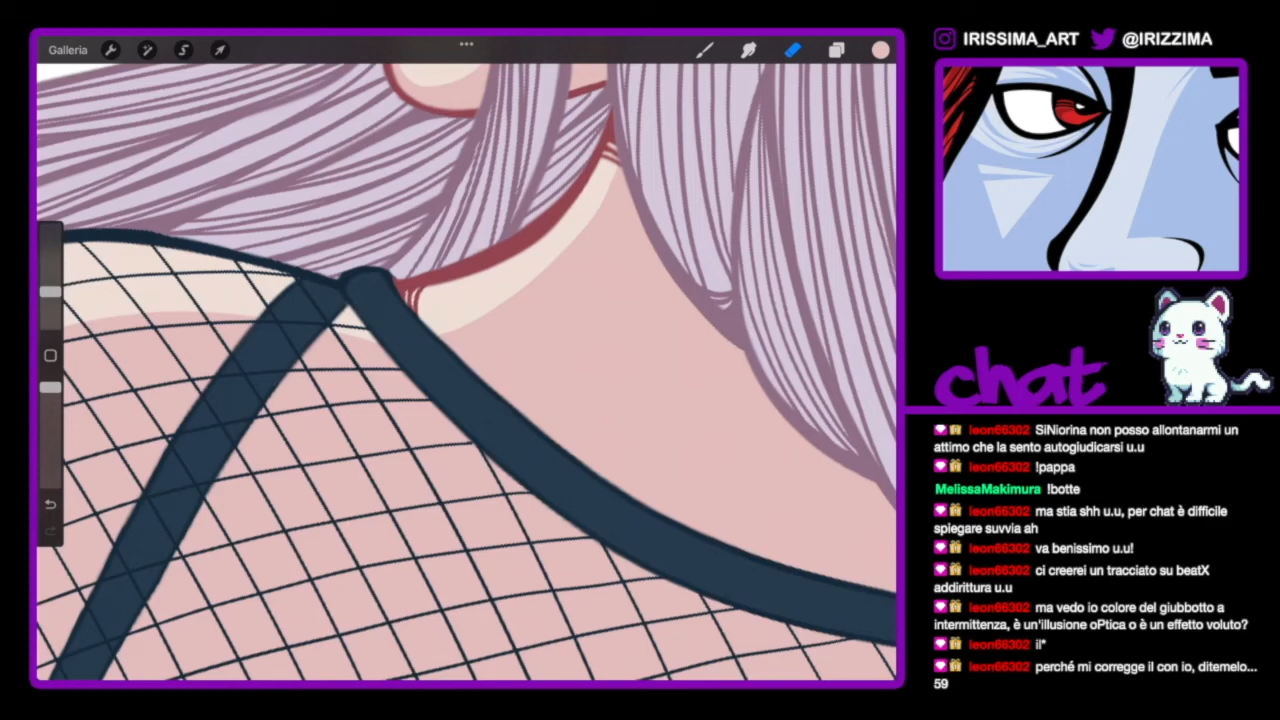 Galleria
IRISSIMA_ART @IRIZZIMA
chat
leon66302 SiNiorina non posso allontanarmi un
attimo che la sento autogiudicarsi u.u
leon66302 !pappa
MelissaMakimura !botte
leon66302 ma stia shh u.u, per chat è difficile
spiegare suvvia ah
leon66302 va benissimo u.u!
leon66302 ci creerei un tracciato su beatX
addirittura u.u
leon66302 ma vedo io colore del giubbotto a
intermittenza, è un'illusione oPtica o è un effetto voluto?
leon66302 il*
leon66302 perché mi corregge il con io, ditemelo...
59